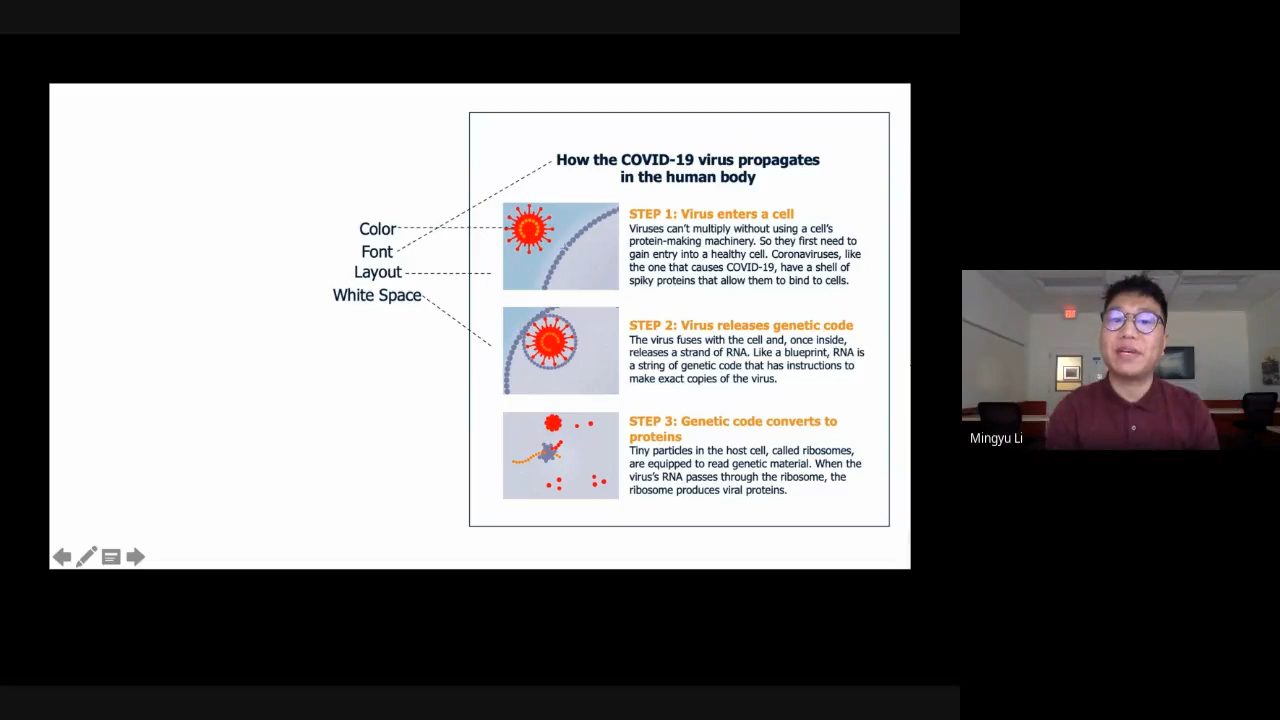 How the COVID-19 virus propagates
in the human body
Color
Font
Layout
White Space
STEP 1: Virus enters a cell
Viruses can’t multiply without using a cell’s
protein-making machinery. So they first need to
gain entry into a healthy cell. Coronaviruses, like
the one that causes COVID-19, have a shell of
spiky proteins that allow them to bind to cells.
STEP 2: Virus releases genetic code
The virus fuses with the cell and, once inside,
releases a strand of RNA. Like a blueprint, RNA is
a string of genetic code that has instructions to
make exact copies of the virus.
STEP 3: Genetic code converts to
proteins
Tiny particles in the host cell, called ribosomes,
are equipped to read genetic material. When the
virus’s RNA passes through the ribosome, the
ribosome produces viral proteins.
Mingyu Li